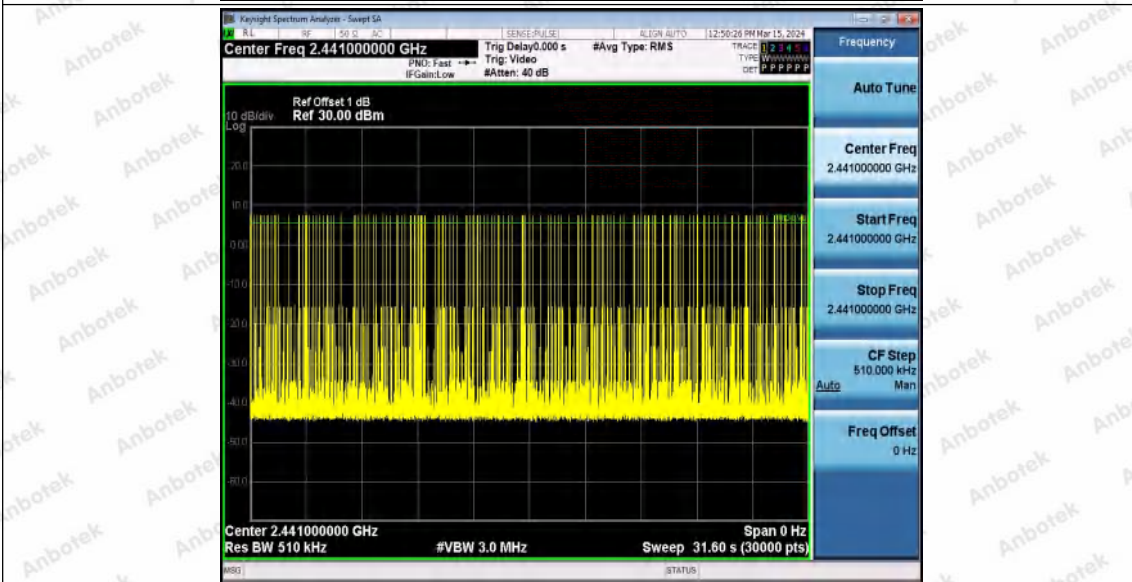 Keysight Spectrum Analyzer - Swept SA
RL RF 50 Ω AC SENSE:PULSE ALIGN AUTO 12:50:26 PM Mar 15, 2024
Center Freq 2.441000000 GHz
PNO: Fast
IFGain:Low
Trig Delay0.000 s
Trig: Video
#Atten: 40 dB
#Avg Type: RMS
TRACE 1 2 3 4 5 6
TYPE WWWWWW
DET P P P P P P
Frequency
Auto Tune
Center Freq
2.441000000 GHz
Start Freq
2.441000000 GHz
Stop Freq
2.441000000 GHz
CF Step
510.000 kHz
Auto Man
Freq Offset
0 Hz
Ref Offset 1 dB
10 dB/div Ref 30.00 dBm
Log
20.0
10.0
0.00
-10.0
-20.0
-30.0
-40.0
-50.0
-60.0
Center 2.441000000 GHz Span 0 Hz
Res BW 510 kHz #VBW 3.0 MHz Sweep 31.60 s (30000 pts)
MSG STATUS
Anbotek